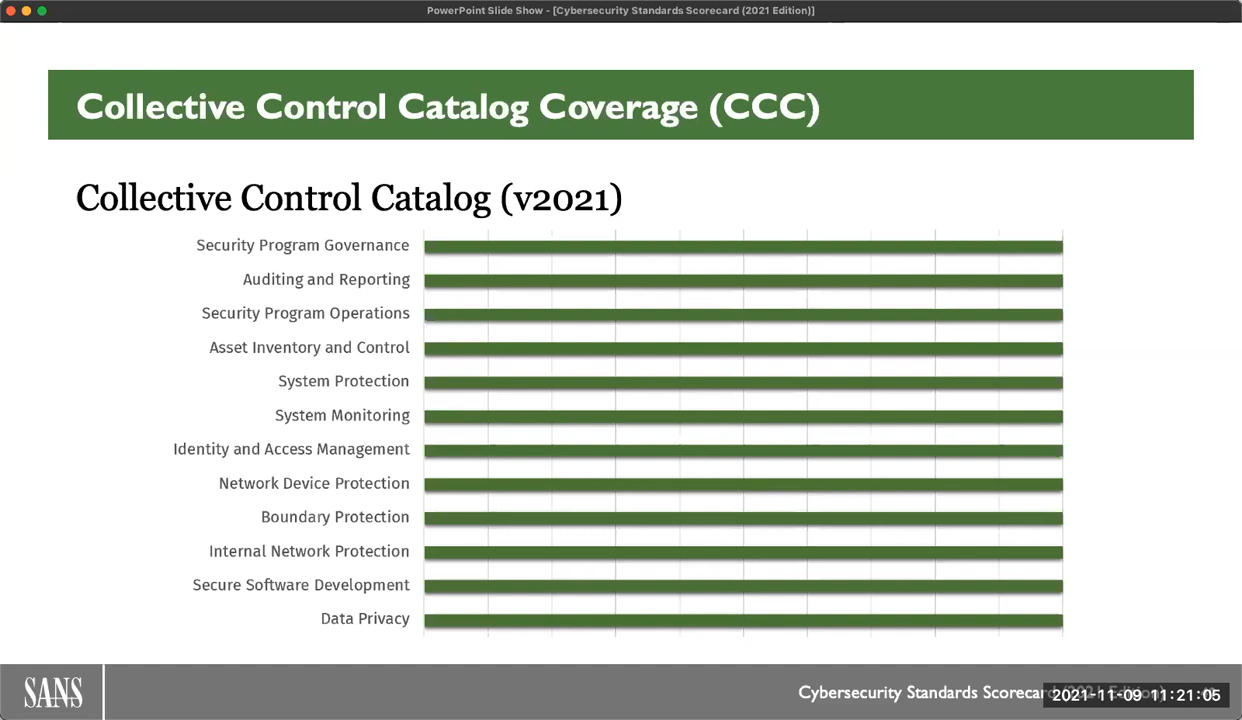 PowerPoint Slide Show - [Cybersecurity Standards Scorecard (2021 Edition)]
Collective Control Catalog Coverage (CCC)
Collective Control Catalog (v2021)
Security Program Governance
Auditing and Reporting
Security Program Operations
Asset Inventory and Control
System Protection
System Monitoring
Identity and Access Management
Network Device Protection
Boundary Protection
Internal Network Protection
Secure Software Development
Data Privacy
SANS
Cybersecurity Standards Scorecard (2021 Edition)
2021-11-09 11:21:05